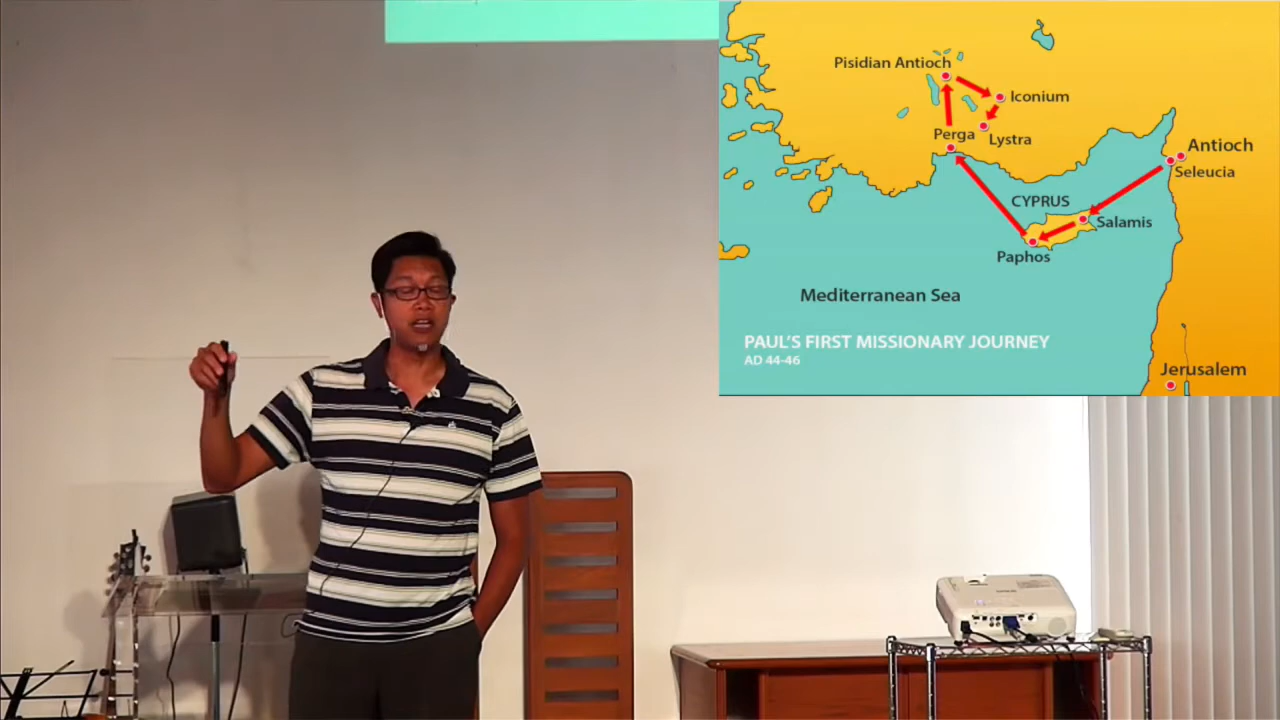 Pisidian Antioch
Iconium
Perga
Lystra
Antioch
Seleucia
CYPRUS
Salamis
Paphos
Mediterranean Sea
PAUL'S FIRST MISSIONARY JOURNEY
AD 44-46
Jerusalem